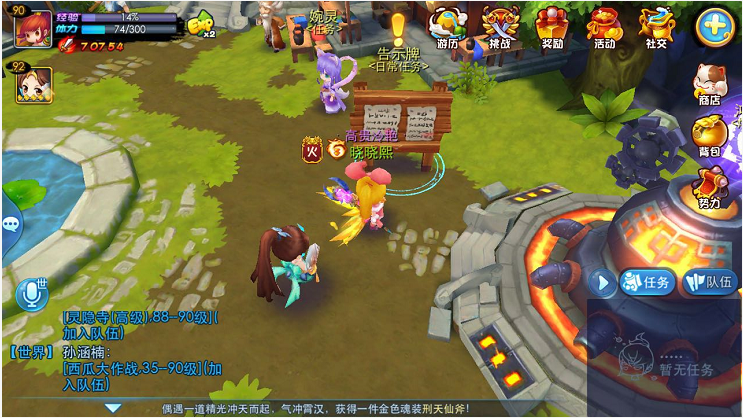 90
经验 14%
体力 74/300
70754
x2
92
婉灵
<任务>
告示牌
<日常任务>
游历
挑战
奖励
活动
社交
商店
背包
势力
高贵冷艳
火
晓晓熙
世
任务
队伍
暂无任务
[灵隐寺(高级).88-90级](
加入队伍)
【世界】 孙涵楠:
[西瓜大作战.35-90级](加
入队伍)
偶遇一道精光冲天而起，气冲霄汉，获得一件金色魂装刑天仙斧！